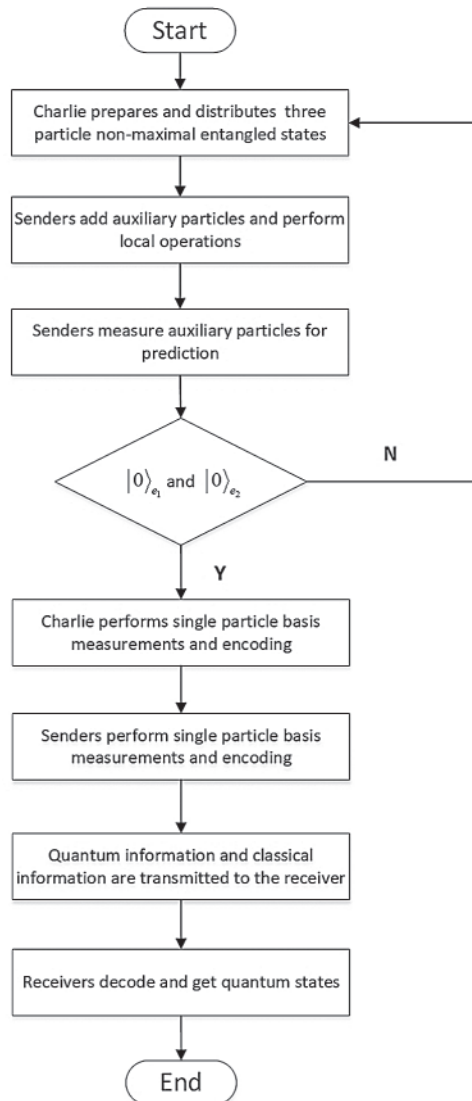 Start
Charlie prepares and distributes three
particle non-maximal entangled states
Senders add auxiliary particles and perform
local operations
Senders measure auxiliary particles for
prediction
|0⟩e₁ and |0⟩e₂
N
Y
Charlie performs single particle basis
measurements and encoding
Senders perform single particle basis
measurements and encoding
Quantum information and classical
information are transmitted to the receiver
Receivers decode and get quantum states
End